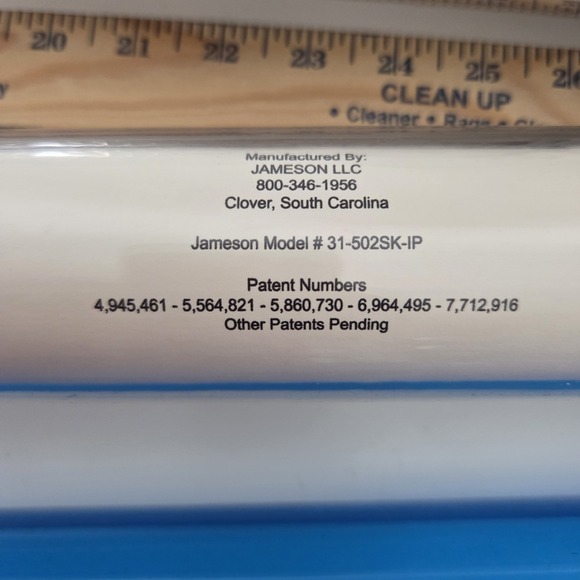 20 21 22 23 24 25 26
CLEAN UP
• Cleaner • Rags •
Manufactured By:
JAMESON LLC
800-346-1956
Clover, South Carolina
Jameson Model # 31-502SK-IP
Patent Numbers
4,945,461 - 5,564,821 - 5,860,730 - 6,964,495 - 7,712,916
Other Patents Pending